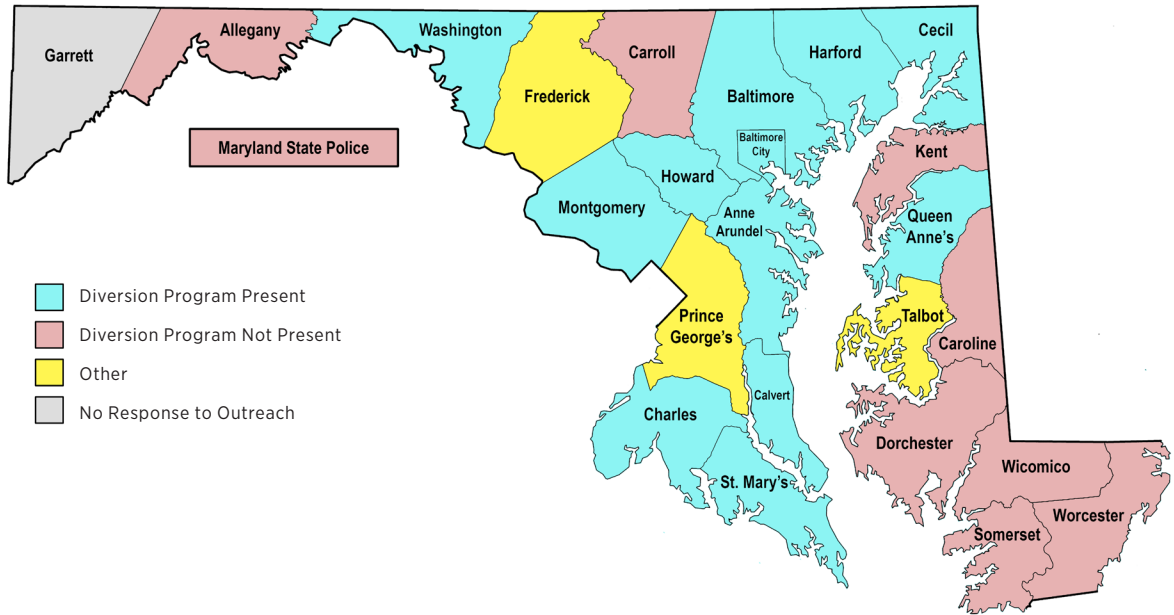 Garrett
Allegany
Washington
Frederick
Carroll
Baltimore
Harford
Cecil
Baltimore
City
Maryland State Police
Kent
Howard
Montgomery
Anne
Arundel
Queen
Anne's
Diversion Program Present
Diversion Program Not Present
Other
No Response to Outreach
Prince
George's
Talbot
Caroline
Calvert
Charles
St. Mary's
Dorchester
Wicomico
Worcester
Somerset